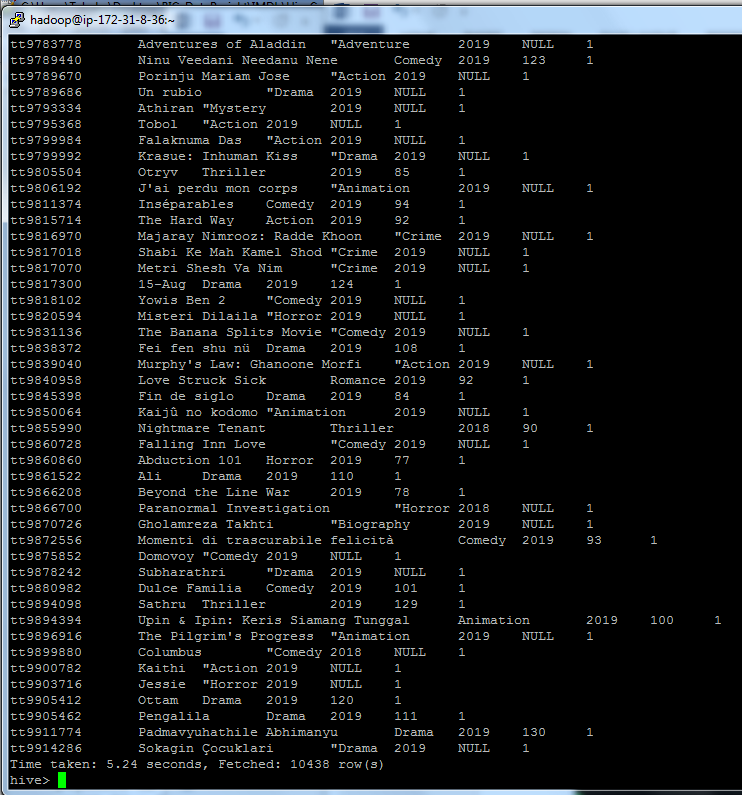 hadoop@ip-172-31-8-36:~
tt9783778 Adventures of Aladdin "Adventure 2019 NULL 1
tt9789440 Ninu Veedani Needanu Nene Comedy 2019 123 1
tt9789670 Porinju Mariam Jose "Action 2019 NULL 1
tt9789686 Un rubio "Drama 2019 NULL 1
tt9793334 Athiran "Mystery 2019 NULL 1
tt9795368 Tobol "Action 2019 NULL 1
tt9799984 Falaknuma Das "Action 2019 NULL 1
tt9799992 Krasue: Inhuman Kiss "Drama 2019 NULL 1
tt9805504 Otryv Thriller 2019 85 1
tt9806192 J'ai perdu mon corps "Animation 2019 NULL 1
tt9811374 Inséparables Comedy 2019 94 1
tt9815714 The Hard Way Action 2019 92 1
tt9816970 Majaray Nimrooz: Radde Khoon "Crime 2019 NULL 1
tt9817018 Shabi Ke Mah Kamel Shod "Crime 2019 NULL 1
tt9817070 Metri Shesh Va Nim "Crime 2019 NULL 1
tt9817300 15-Aug Drama 2019 124 1
tt9818102 Yowis Ben 2 "Comedy 2019 NULL 1
tt9820594 Misteri Dilaila "Horror 2019 NULL 1
tt9831136 The Banana Splits Movie "Comedy 2019 NULL 1
tt9838372 Fei fen shu nü Drama 2019 108 1
tt9839040 Murphy's Law: Ghanoone Morfi "Action 2019 NULL 1
tt9840958 Love Struck Sick Romance 2019 92 1
tt9845398 Fin de siglo Drama 2019 84 1
tt9850064 Kaijû no kodomo "Animation 2019 NULL 1
tt9855990 Nightmare Tenant Thriller 2018 90 1
tt9860728 Falling Inn Love "Comedy 2019 NULL 1
tt9860860 Abduction 101 Horror 2019 77 1
tt9861522 Ali Drama 2019 110 1
tt9866208 Beyond the Line War 2019 78 1
tt9866700 Paranormal Investigation "Horror 2018 NULL 1
tt9870726 Gholamreza Takhti "Biography 2019 NULL 1
tt9872556 Momenti di trascurabile felicità Comedy 2019 93 1
tt9875852 Domovoy "Comedy 2019 NULL 1
tt9878242 Subharathri "Drama 2019 NULL 1
tt9880982 Dulce Familia Comedy 2019 101 1
tt9894098 Sathru Thriller 2019 129 1
tt9894394 Upin & Ipin: Keris Siamang Tunggal Animation 2019 100 1
tt9896916 The Pilgrim's Progress "Animation 2019 NULL 1
tt9899880 Columbus "Comedy 2018 NULL 1
tt9900782 Kaithi "Action 2019 NULL 1
tt9903716 Jessie "Horror 2019 NULL 1
tt9905412 Ottam Drama 2019 120 1
tt9905462 Pengalila Drama 2019 111 1
tt9911774 Padmavyuhathile Abhimanyu Drama 2019 130 1
tt9914286 Sokagin Çocuklari "Drama 2019 NULL 1
Time taken: 5.24 seconds, Fetched: 10438 row(s)
hive>